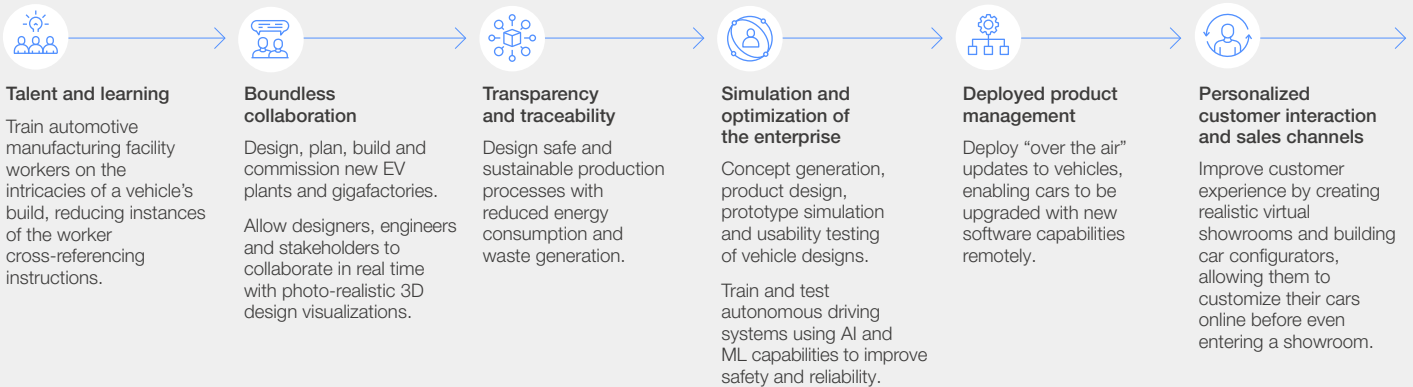 Talent and learning
Train automotive
manufacturing facility
workers on the
intricacies of a vehicle’s
build, reducing instances
of the worker
cross-referencing
instructions.
Boundless
collaboration
Design, plan, build and
commission new EV
plants and gigafactories.
Allow designers, engineers
and stakeholders to
collaborate in real time
with photo-realistic 3D
design visualizations.
Transparency
and traceability
Design safe and
sustainable production
processes with
reduced energy
consumption and
waste generation.
Simulation and
optimization of
the enterprise
Concept generation,
product design,
prototype simulation
and usability testing
of vehicle designs.
Train and test
autonomous driving
systems using AI and
ML capabilities to improve
safety and reliability.
Deployed product
management
Deploy “over the air”
updates to vehicles,
enabling cars to be
upgraded with new
software capabilities
remotely.
Personalized
customer interaction
and sales channels
Improve customer
experience by creating
realistic virtual
showrooms and building
car configurators,
allowing them to
customize their cars
online before even
entering a showroom.